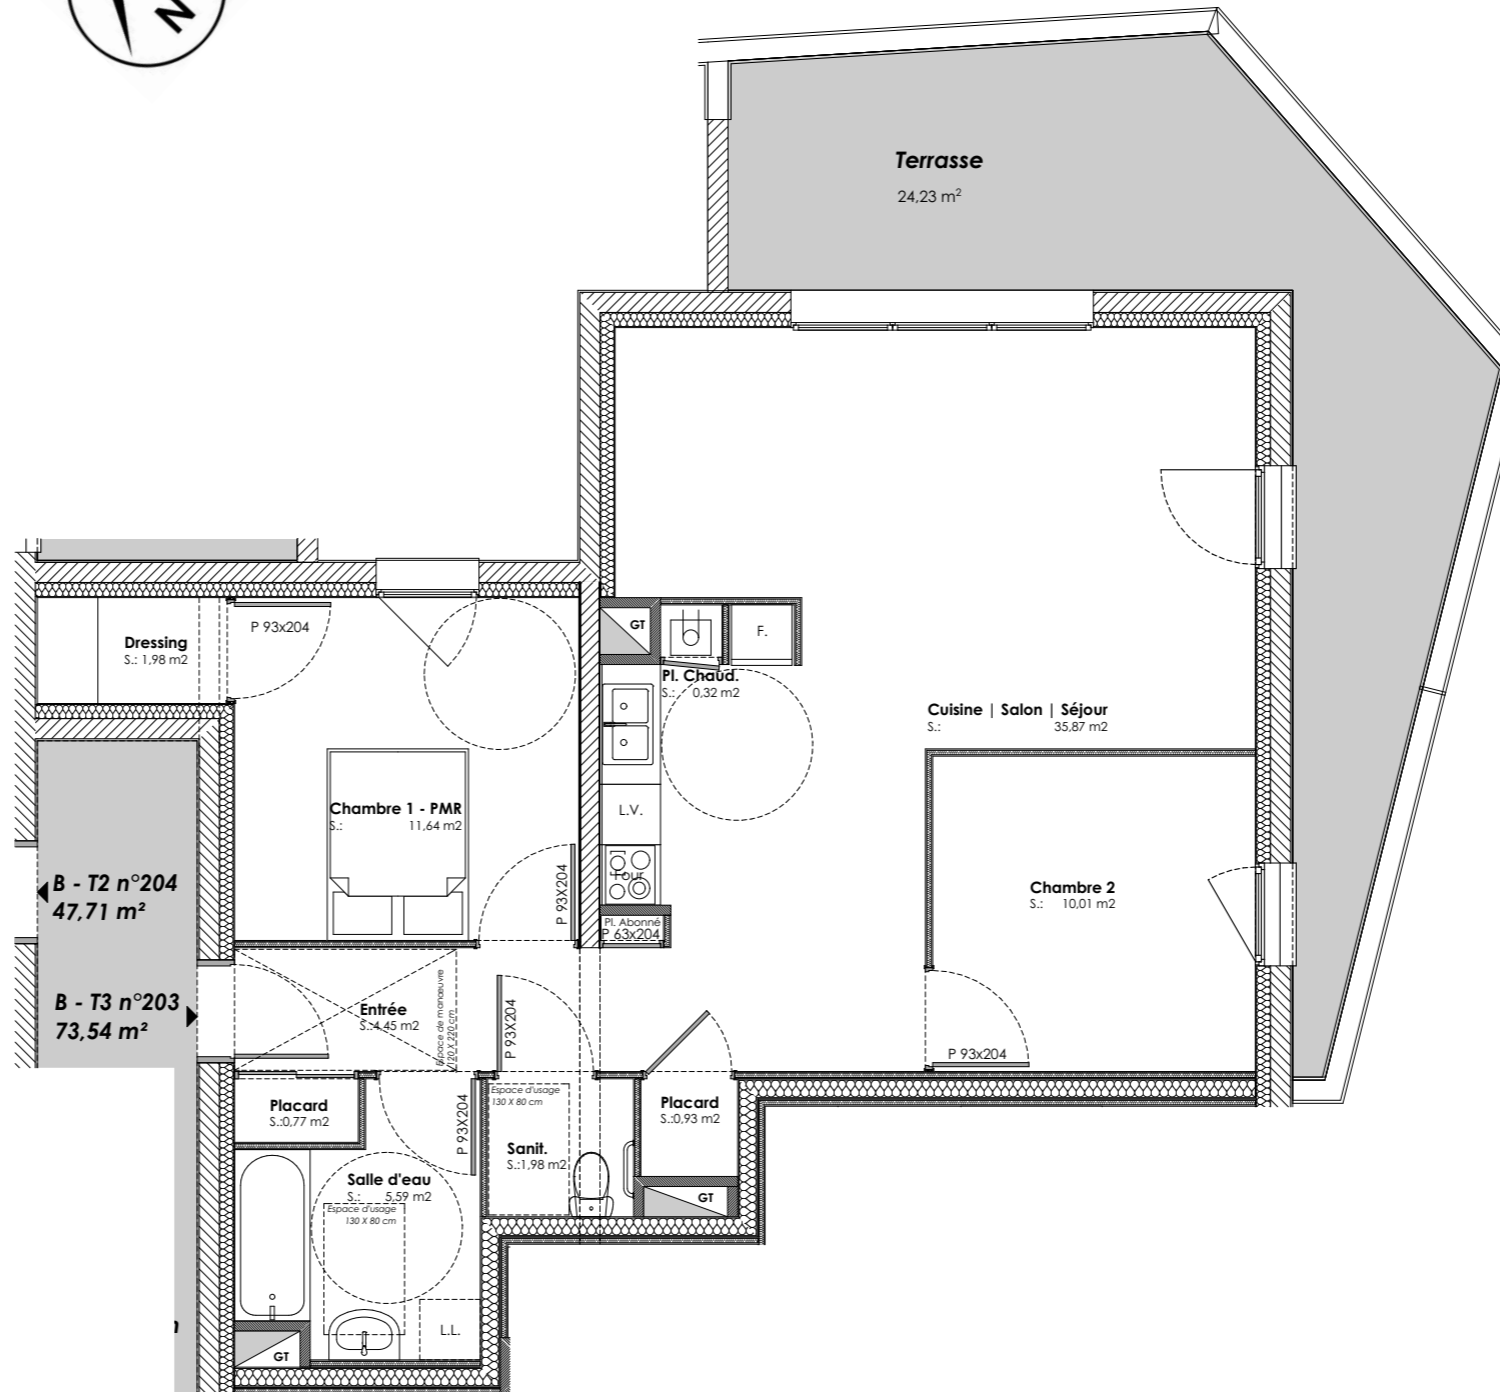 N
Terrasse
24,23 m²
P 93x204
Dressing
S.: 1,98 m2
GT
F.
Pl. Chaud.
S.: 0,32 m2
Cuisine | Salon | Séjour
S.: 35,87 m2
Chambre 1 - PMR
S.: 11,64 m2
L.V.
Four
P 93X204
Pl. Abonné
P 63x204
Chambre 2
S.: 10,01 m2
B - T2 n°204
47,71 m²
B - T3 n°203
73,54 m²
Entrée
S.:4,45 m2
Espace de manœuvre
120 X 220 cm
P 93X204
P 93x204
Placard
S.:0,77 m2
P 93X204
Espace d'usage
130 X 80 cm
Sanit.
S.:1,98 m2
Placard
S.:0,93 m2
GT
Salle d'eau
S.: 5,59 m2
Espace d'usage
130 X 80 cm
L.L.
GT